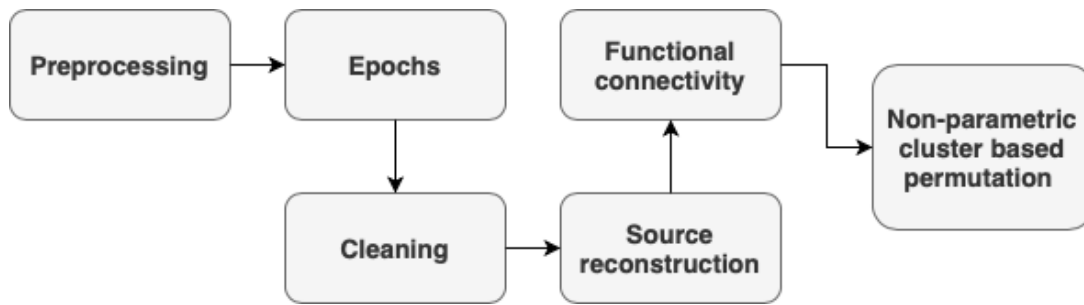 Preprocessing
Epochs
Cleaning
Source
reconstruction
Functional
connectivity
Non-parametric
cluster based
permutation